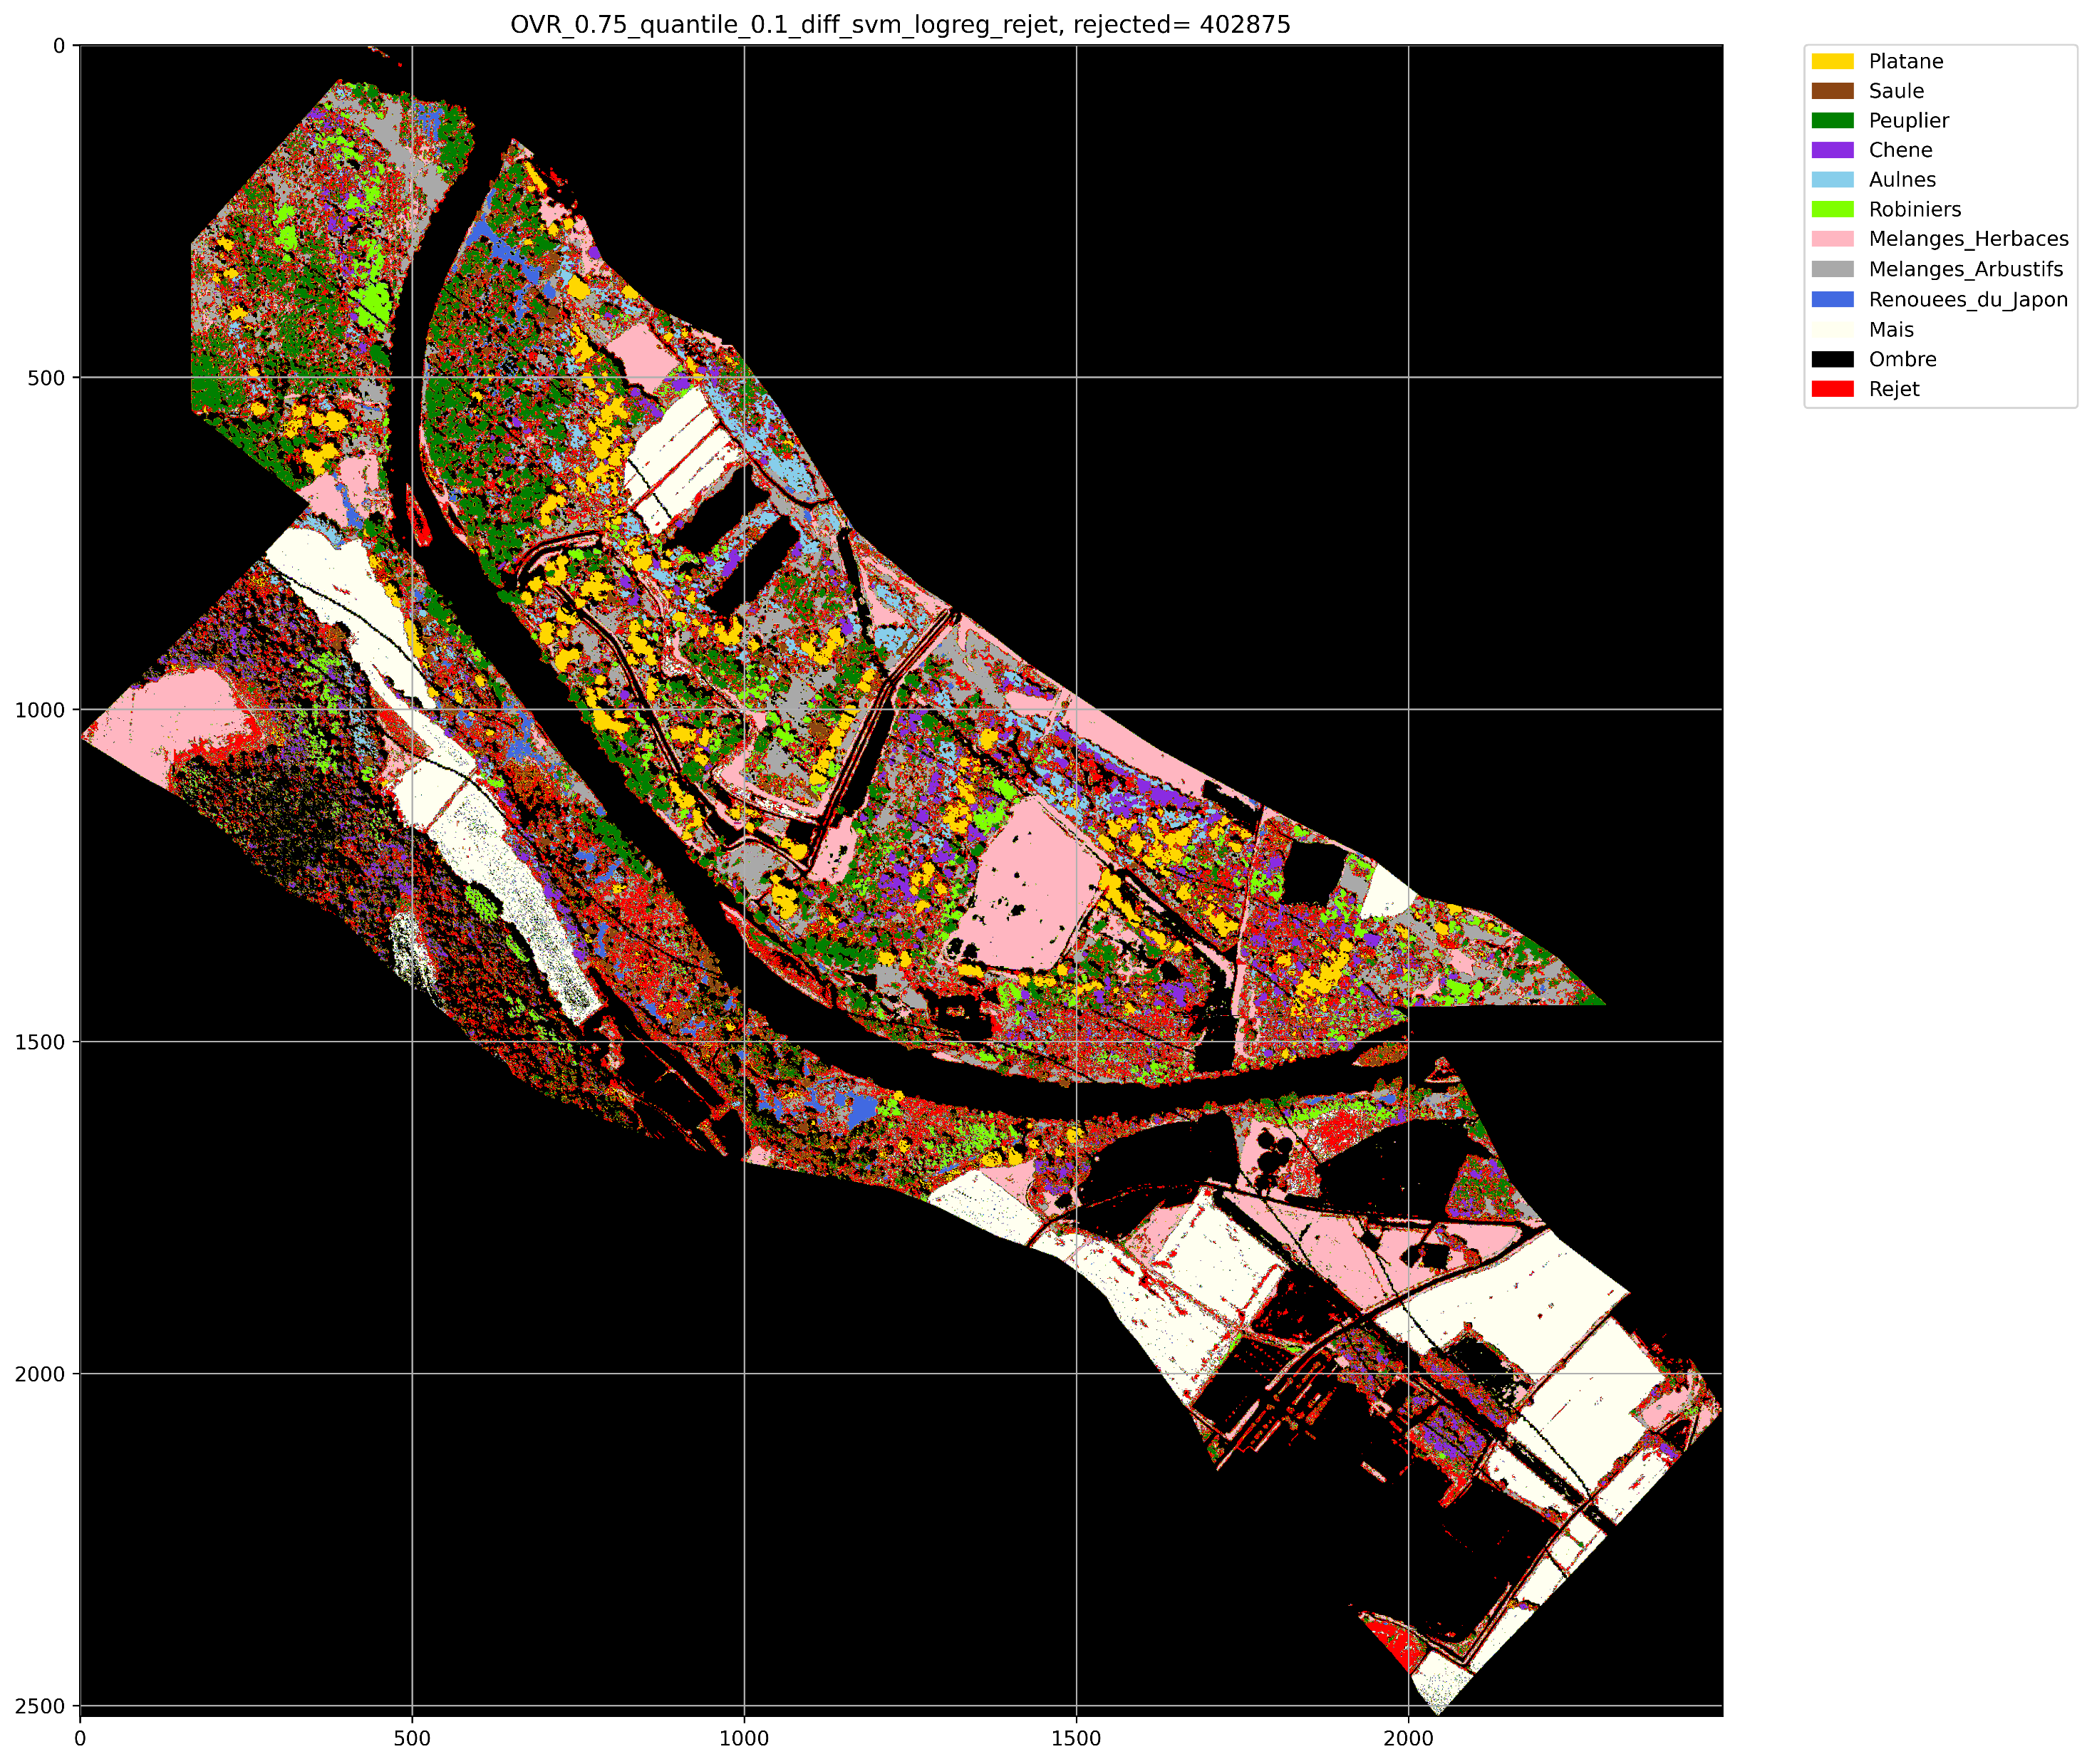 OVR_0.75_quantile_0.1_diff_svm_logreg_rejet, rejected= 402875
Platane
Saule
Peuplier
Chene
Aulnes
Robiniers
Melanges_Herbaces
Melanges_Arbustifs
Renouees_du_Japon
Mais
Ombre
Rejet
0
500
1000
1500
2000
2500
0
500
1000
1500
2000